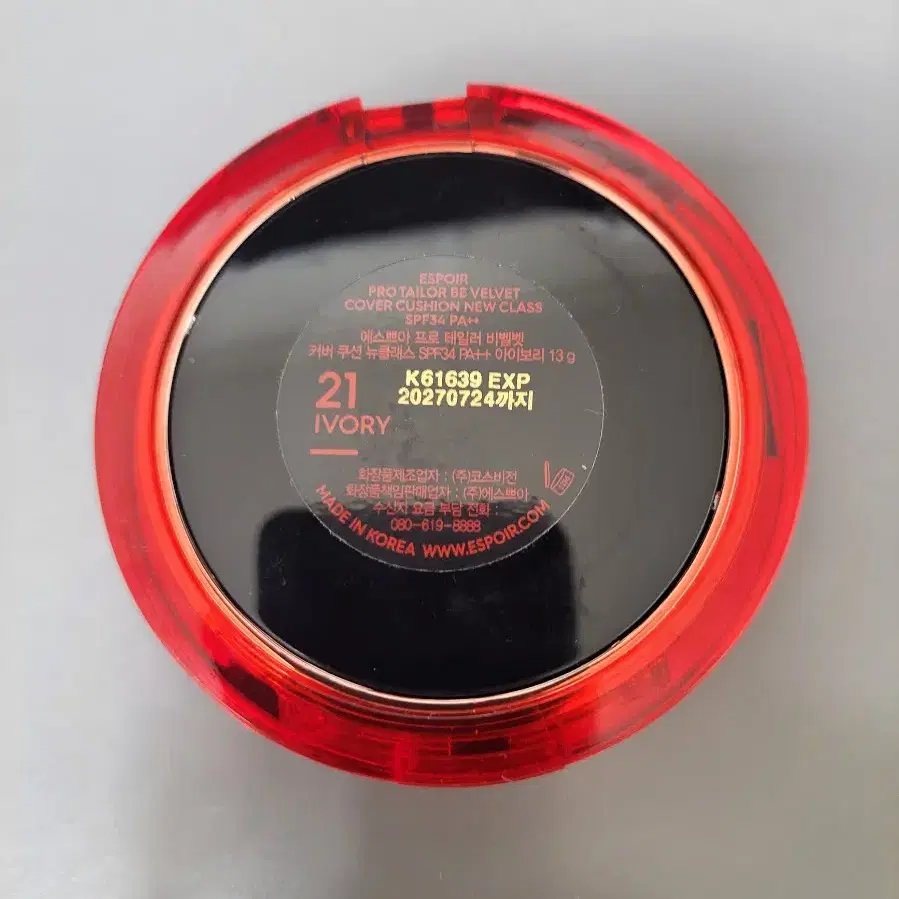 ESPOIR
PRO TAILOR BE VELVET
COVER CUSHION NEW CLASS
SPF34 PA++
에스쁘아 프로 테일러 비벨벳
커버 쿠션 뉴클래스 SPF34 PA++ 아이보리 13 g
K61639 EXP
20270724까지
21
IVORY
화장품제조업자 : (주)코스비전
화장품책임판매업자 : (주)에스쁘아
수신자 요금 부담 전화 :
080-619-8888
MADE IN KOREA WWW.ESPOIR.COM